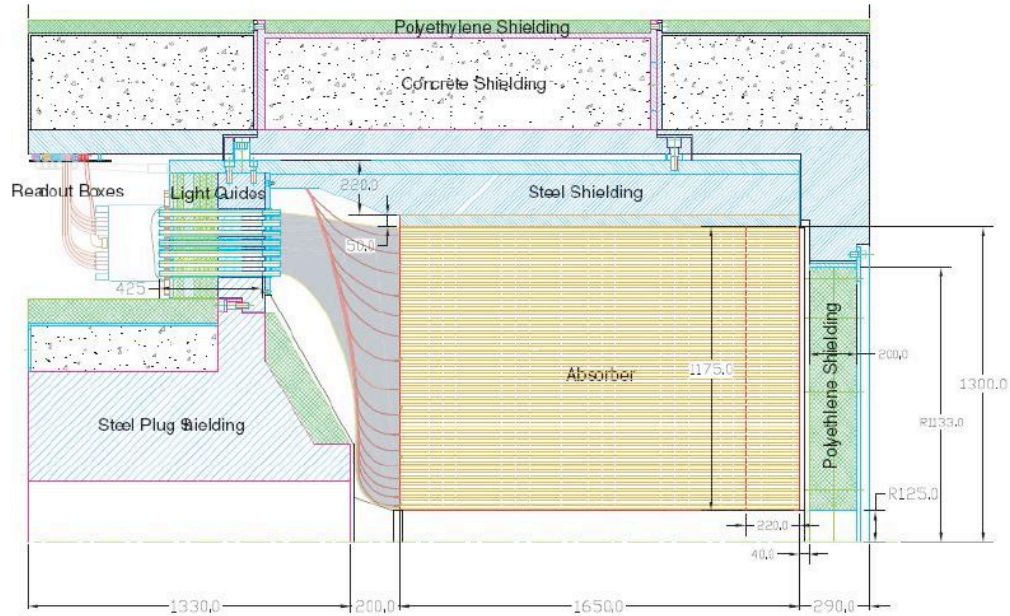 Polyethylene Shielding
Concrete Shielding
Readout Boxes
Light Guides
220.0
Steel Shielding
50.0
425
Absorber
1175.0
Polyethlene Shielding
200.0
1300.0
R1133.0
Steel Plug Shielding
R125.0
220.0
40.0
1330.0
200.0
1650.0
290.0